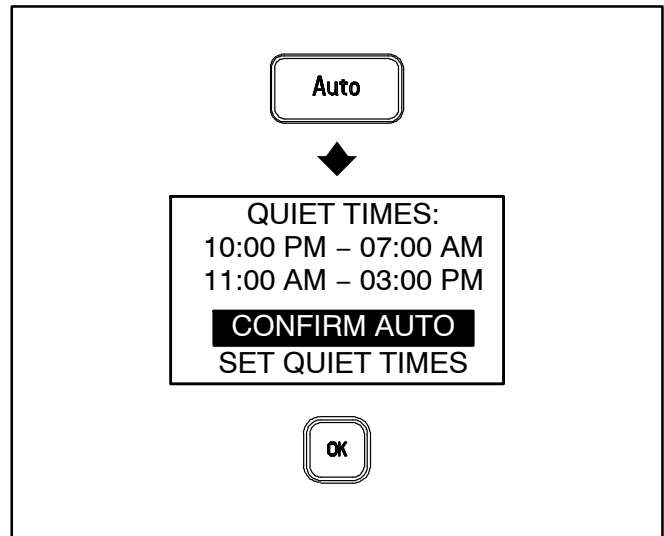 Auto
QUIET TIMES:
10:00 PM – 07:00 AM
11:00 AM – 03:00 PM
CONFIRM AUTO
SET QUIET TIMES
OK